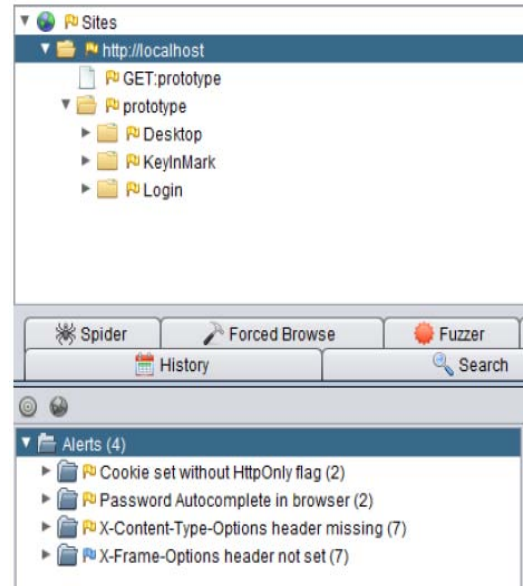 Sites
http://localhost
GET:prototype
prototype
Desktop
KeyInMark
Login
Spider
Forced Browse
Fuzzer
History
Search
Alerts (4)
Cookie set without HttpOnly flag (2)
Password Autocomplete in browser (2)
X-Content-Type-Options header missing (7)
X-Frame-Options header not set (7)